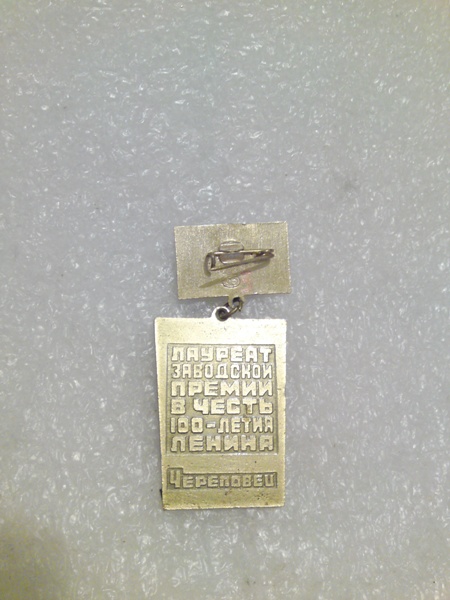 ЛАУРЕАТ
ЗАВОДСКОЙ
ПРЕМИИ
В ЧЕСТЬ
100-ЛЕТИЯ
ЛЕНИНА
ЧЕРЕПОВЕЦ